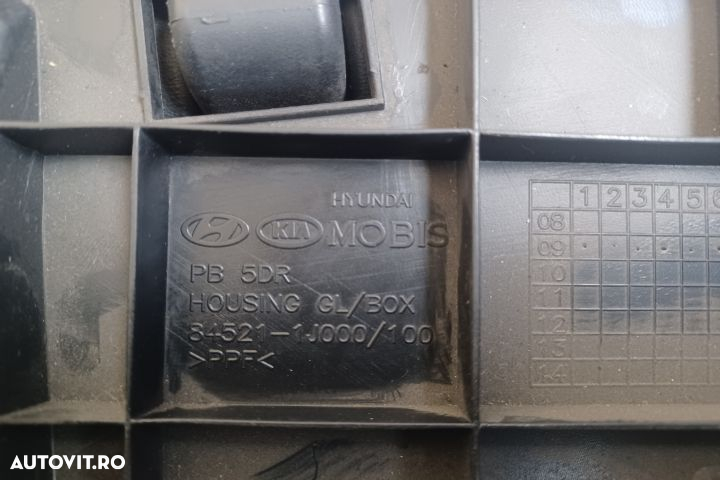 HYUNDAI
KIA MOBIS
PB 5DR
HOUSING GL/BOX
84521-1J000/100
>PPF<
1 2 3 4 5
08
09
10
11
12
13
14
AUTOVIT.RO